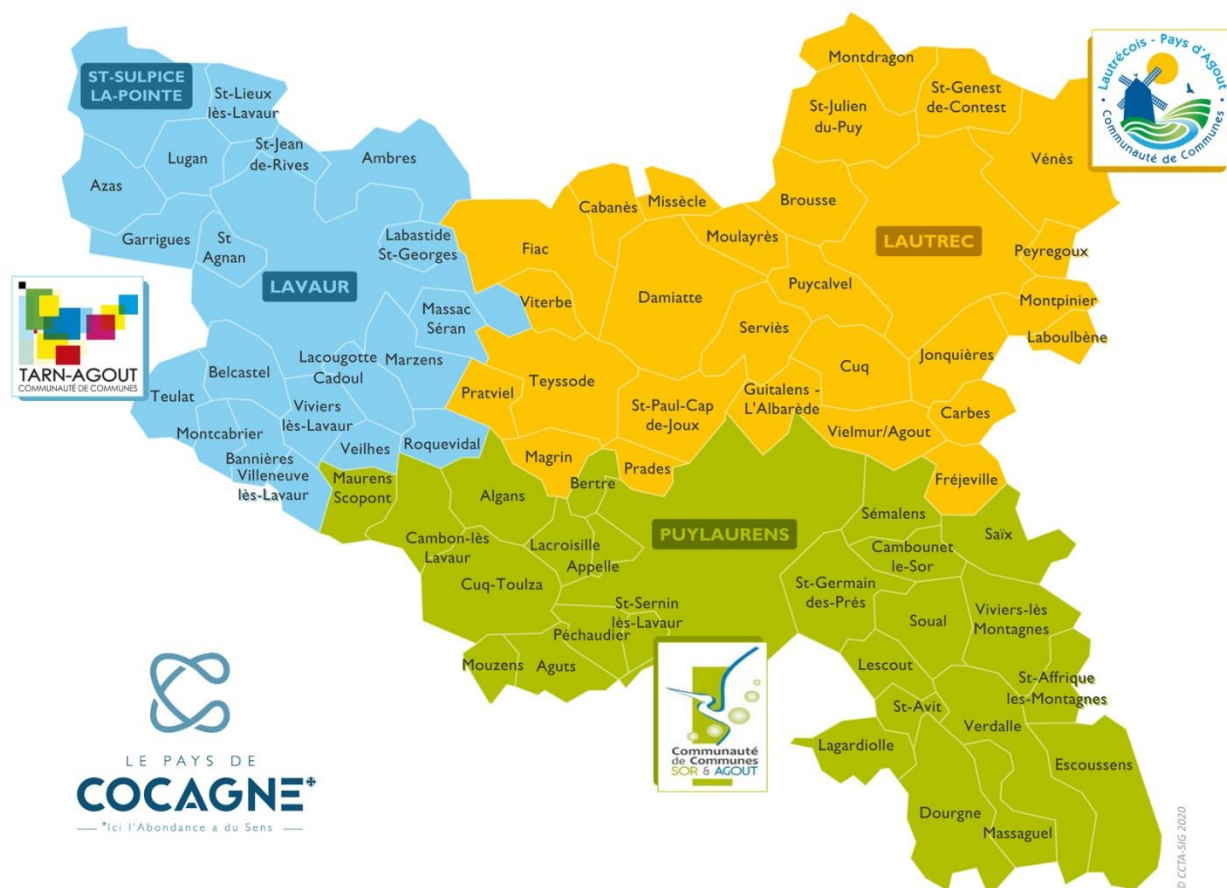 ST-SULPICE
LA-POINTE
St-Lieux
lès-Lavaur
Lugan
St-Jean
de-Rives
Ambres
Azas
Garrigues
St
Agnan
Labastide
St-Georges
LAVAUR
Massac
Séran
Belcastel
Lacougotte
Cadoul
Marzens
Teulat
Viviers
lès-Lavaur
Montcabrier
Bannières
Veilhes
Roquevidal
Villeneuve
lès-Lavaur
TARN-AGOUT
COMMUNAUTÉ DE COMMUNES
Montdragon
St-Genest
de-Contest
St-Julien
du-Puy
Vénès
Cabanès
Missècle
Brousse
Fiac
Moulayrès
LAUTREC
Peyregoux
Viterbe
Damiatte
Puycalvel
Montpinier
Serviès
Laboulbène
Jonquières
Cuq
Pratviel
Teyssode
Guitalens -
L'Albarède
St-Paul-Cap
de-Joux
Carbes
Vielmur/Agout
Magrin
Prades
Fréjeville
Lautrécois - Pays d'Agout
Communauté de Communes
Maurens
Scopont
Algans
Bertre
Sémalens
Saïx
PUYLAURENS
Cambon-lès
Lavaur
Lacroisille
Appelle
Cambounet
le-Sor
Cuq-Toulza
St-Germain
des-Prés
St-Sernin
lès-Lavaur
Soual
Viviers-lès
Montagnes
Péchaudier
Mouzens
Aguts
Lescout
St-Affrique
les-Montagnes
St-Avit
Verdalle
Lagardiolle
Escoussens
Dourgne
Massaguel
Communauté
de Communes
SOR & AGOUT
LE PAYS DE
COCAGNE+
+Ici l'Abondance a du Sens
© CCTA-SIG 2020